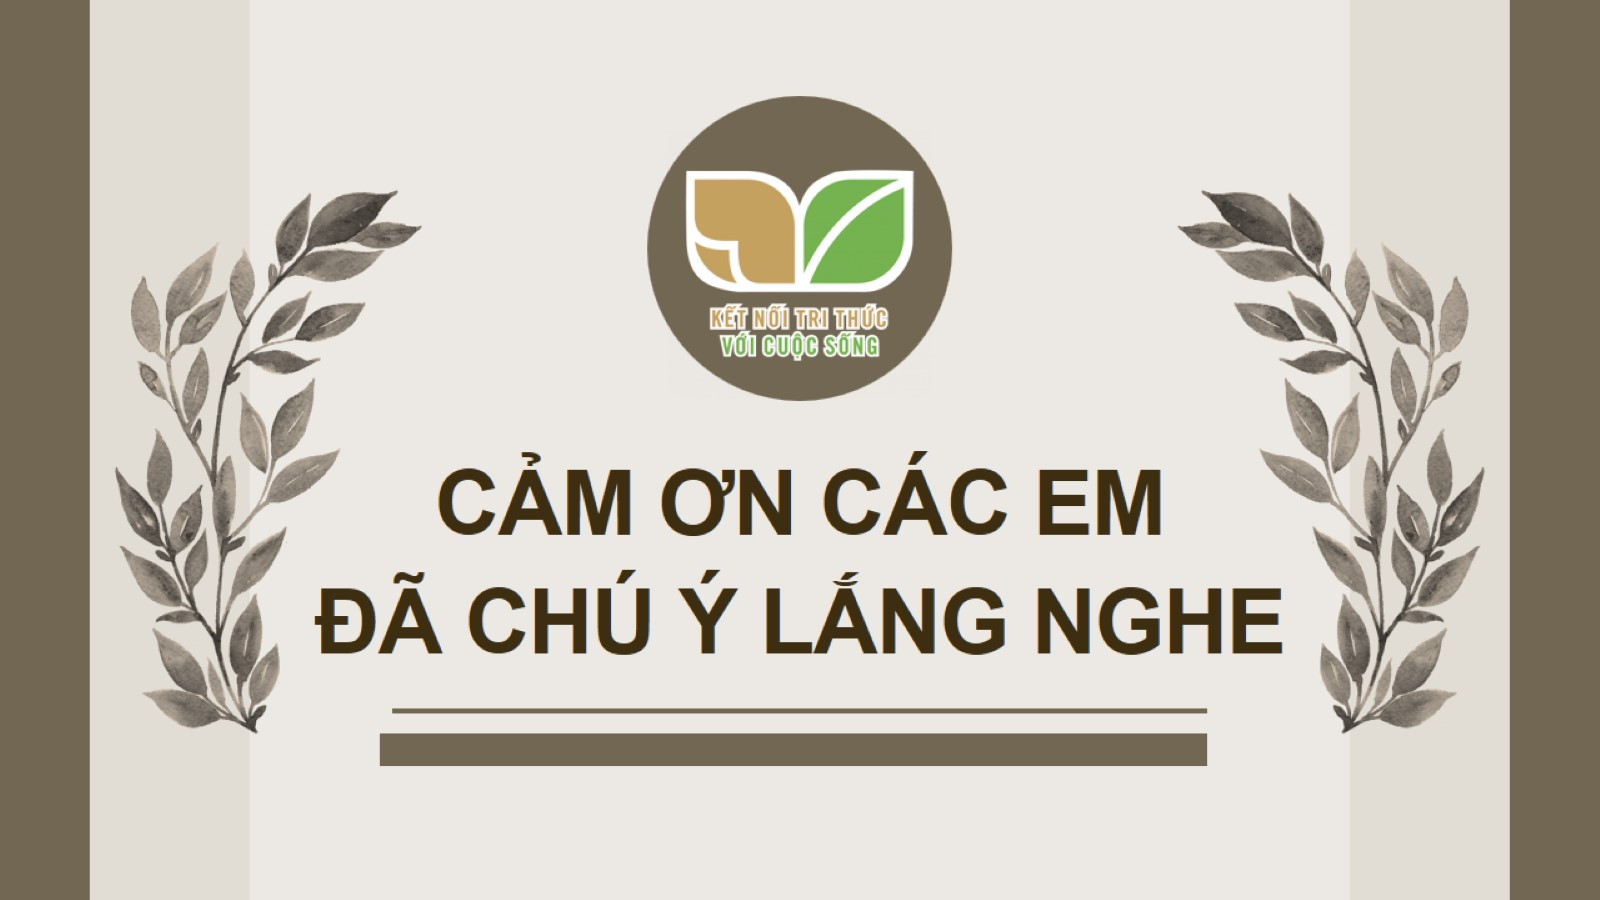 KẾT NỐI TRI THỨC
VỚI CUỘC SỐNG
CẢM ƠN CÁC EM
ĐÃ CHÚ Ý LẮNG NGHE